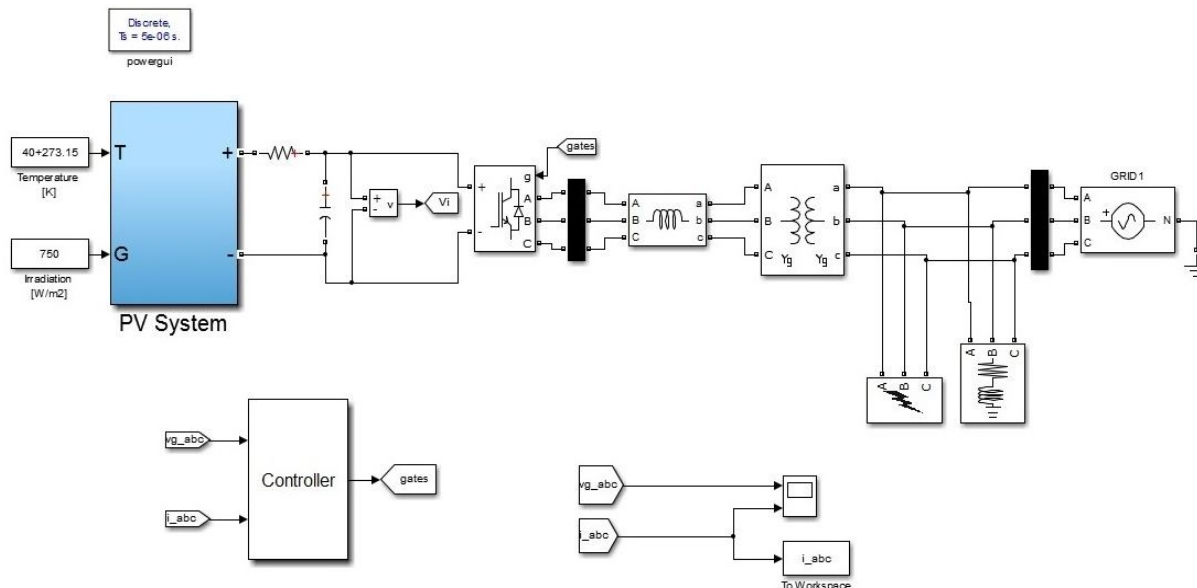 Discrete,
Ts = 5e-06 s.
powergui
40+273.15
Temperature
[K]
750
Irradiation
[W/m2]
T
G
+
-
PV System
+
-
v
Vi
gates
g
+
-
A
B
C
A
B
C
a
b
c
A
B
C
a
b
c
Yg
Yg
A
B
C
A
B
C
GRID1
A
B
C
+
N
vg_abc
i_abc
Controller
gates
vg_abc
i_abc
i_abc
To Workspace